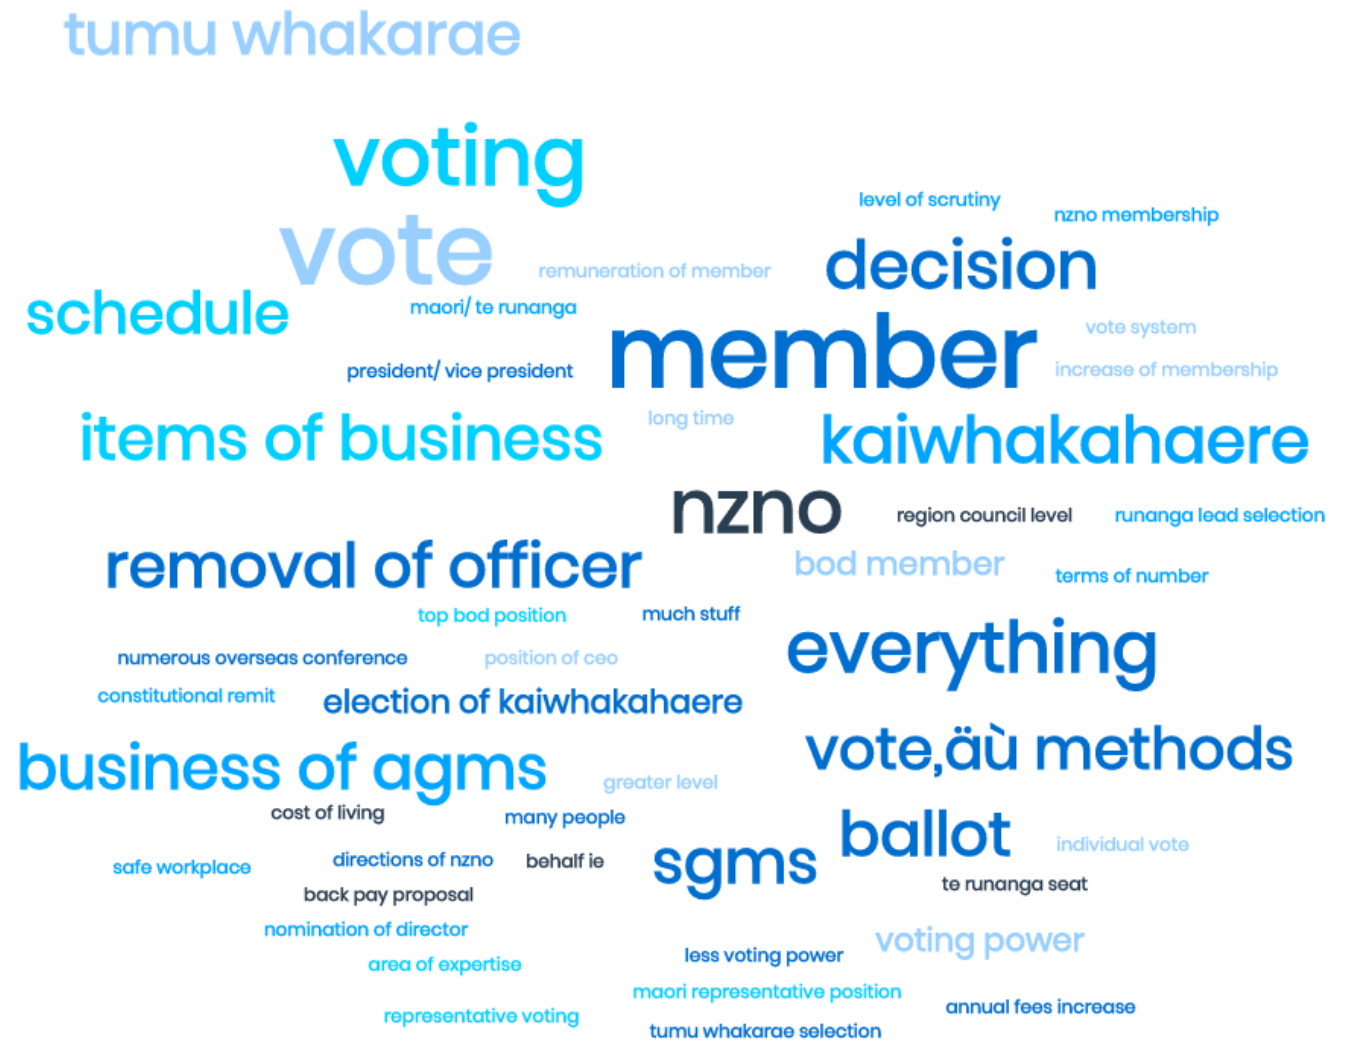 tumu whakarae
voting
level of scrutiny
nzno membership
vote
decision
remuneration of member
schedule
maori/ te runanga
member
vote system
president/ vice president
increase of membership
items of business
long time
kaiwhakahaere
nzno
region council level
runanga lead selection
removal of officer
bod member
terms of number
top bod position
much stuff
everything
numerous overseas conference
position of ceo
constitutional remit
election of kaiwhakahaere
vote,äù methods
business of agms
greater level
cost of living
many people
ballot
individual vote
safe workplace
directions of nzno
behalf ie
sgms
te runanga seat
back pay proposal
nomination of director
voting power
less voting power
area of expertise
maori representative position
annual fees increase
representative voting
tumu whakarae selection